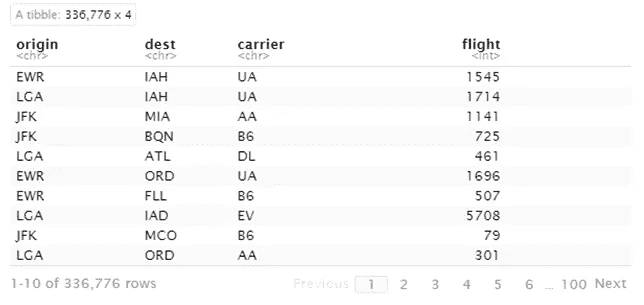 A tibble: 336,776 x 4
origin dest carrier flight
<chr> <chr> <chr> <int>
EWR IAH UA 1545
LGA IAH UA 1714
JFK MIA AA 1141
JFK BQN B6 725
LGA ATL DL 461
EWR ORD UA 1696
EWR FLL B6 507
LGA IAD EV 5708
JFK MCO B6 79
LGA ORD AA 301
1-10 of 336,776 rows Previous 1 2 3 4 5 6 ... 100 Next